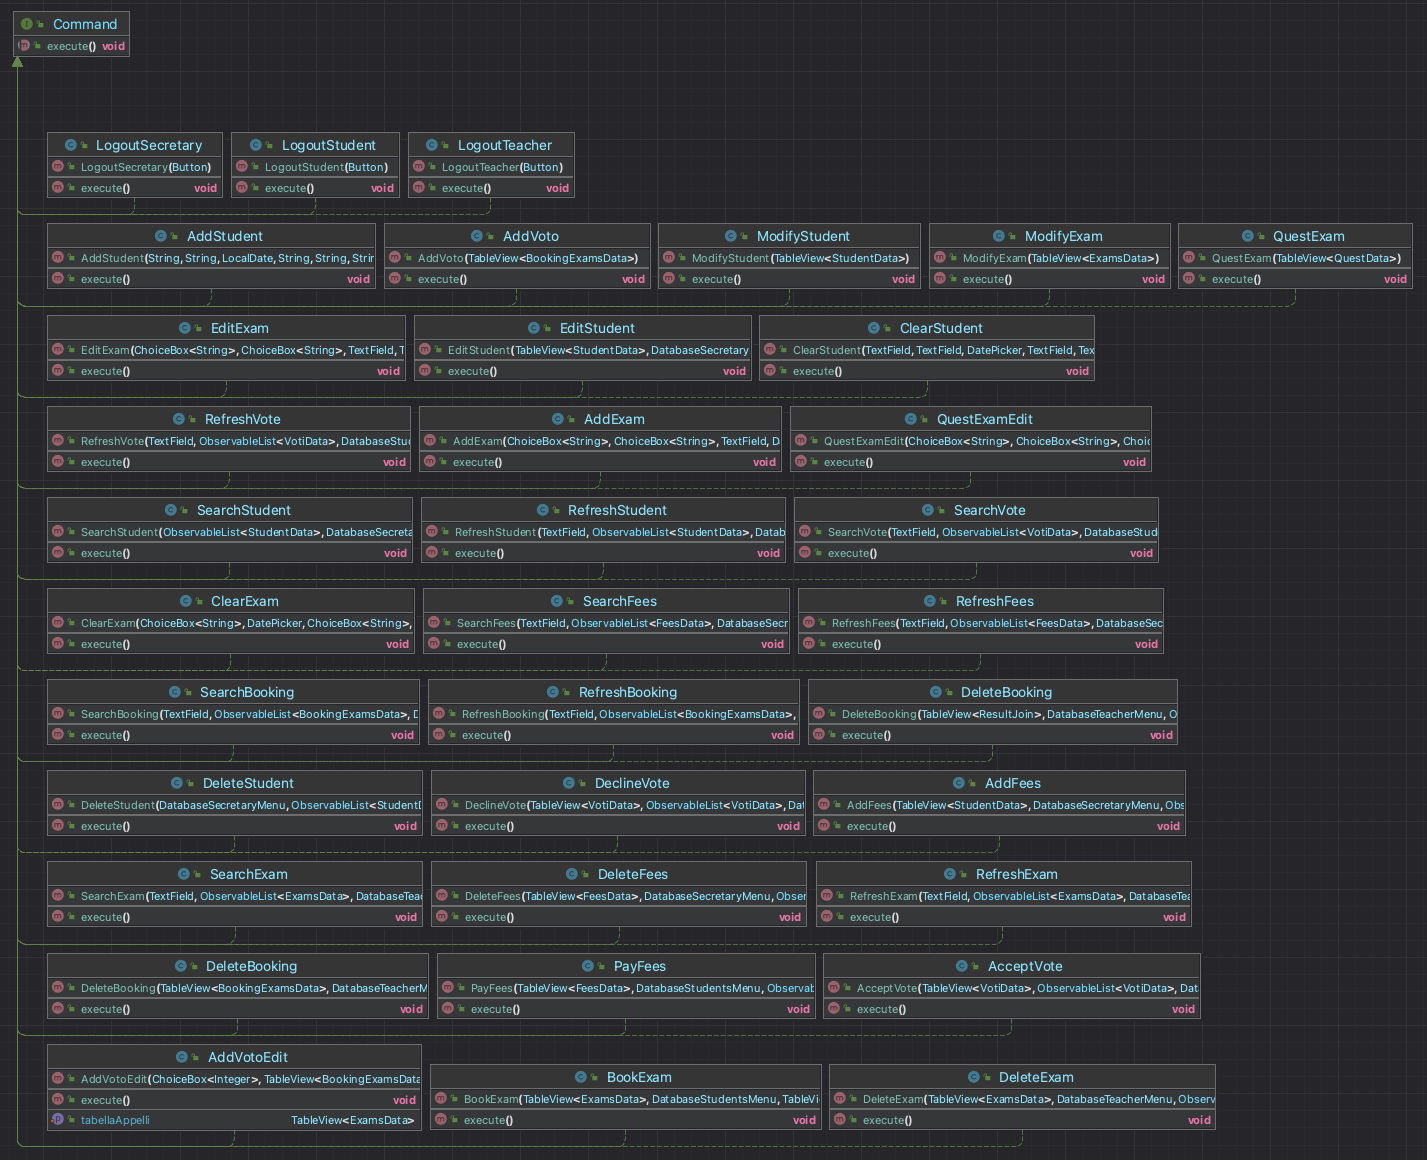 Command
execute() void
LogoutSecretary
LogoutSecretary(Button)
execute() void
LogoutStudent
LogoutStudent(Button)
execute() void
LogoutTeacher
LogoutTeacher(Button)
execute() void
AddStudent
AddStudent(String, String, LocalDate, String, String, Strin
execute() void
AddVoto
AddVoto(TableView<BookingExamsData>)
execute() void
ModifyStudent
ModifyStudent(TableView<StudentData>)
execute() void
ModifyExam
ModifyExam(TableView<ExamsData>)
execute() void
QuestExam
QuestExam(TableView<QuestData>)
execute() void
EditExam
EditExam(ChoiceBox<String>, ChoiceBox<String>, TextField, T
execute() void
EditStudent
EditStudent(TableView<StudentData>, DatabaseSecretary
execute() void
ClearStudent
ClearStudent(TextField, TextField, DatePicker, TextField, Tex
execute() void
RefreshVote
RefreshVote(TextField, ObservableList<VotiData>, DatabaseStu
execute() void
AddExam
AddExam(ChoiceBox<String>, ChoiceBox<String>, TextField, D
execute() void
QuestExamEdit
QuestExamEdit(ChoiceBox<String>, ChoiceBox<String>, Choic
execute() void
SearchStudent
SearchStudent(ObservableList<StudentData>, DatabaseSecreta
execute() void
RefreshStudent
RefreshStudent(TextField, ObservableList<StudentData>, Datab
execute() void
SearchVote
SearchVote(TextField, ObservableList<VotiData>, DatabaseStud
execute() void
ClearExam
ClearExam(ChoiceBox<String>, DatePicker, ChoiceBox<String>,
execute() void
SearchFees
SearchFees(TextField, ObservableList<FeesData>, DatabaseSecr
execute() void
RefreshFees
RefreshFees(TextField, ObservableList<FeesData>, DatabaseSec
execute() void
SearchBooking
SearchBooking(TextField, ObservableList<BookingExamsData>, D
execute() void
RefreshBooking
RefreshBooking(TextField, ObservableList<BookingExamsData>,
execute() void
DeleteBooking
DeleteBooking(TableView<ResultJoin>, DatabaseTeacherMenu, O
execute() void
DeleteStudent
DeleteStudent(DatabaseSecretaryMenu, ObservableList<StudentD
execute() void
DeclineVote
DeclineVote(TableView<VotiData>, ObservableList<VotiData>, Dat
execute() void
AddFees
AddFees(TableView<StudentData>, DatabaseSecretaryMenu, Obs
execute() void
SearchExam
SearchExam(TextField, ObservableList<ExamsData>, DatabaseTeac
execute() void
DeleteFees
DeleteFees(TableView<FeesData>, DatabaseSecretaryMenu, Obser
execute() void
RefreshExam
RefreshExam(TextField, ObservableList<ExamsData>, DatabaseTea
execute() void
DeleteBooking
DeleteBooking(TableView<BookingExamsData>, DatabaseTeacherM
execute() void
PayFees
PayFees(TableView<FeesData>, DatabaseStudentsMenu, Observab
execute() void
AcceptVote
AcceptVote(TableView<VotiData>, ObservableList<VotiData>, Dat
execute() void
AddVotoEdit
AddVotoEdit(ChoiceBox<Integer>, TableView<BookingExamsData
execute() void
tabellaAppelli TableView<ExamsData>
BookExam
BookExam(TableView<ExamsData>, DatabaseStudentsMenu, TableVi
execute() void
DeleteExam
DeleteExam(TableView<ExamsData>, DatabaseTeacherMenu, Observ
execute() void